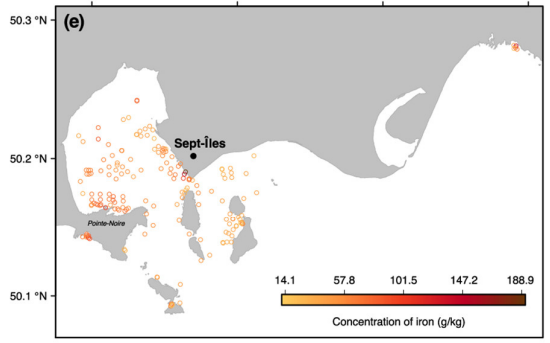 (e)
50.3 °N
50.2 °N
50.1 °N
Sept-Îles
Pointe-Noire
14.1 57.8 101.5 147.2 188.9
Concentration of iron (g/kg)